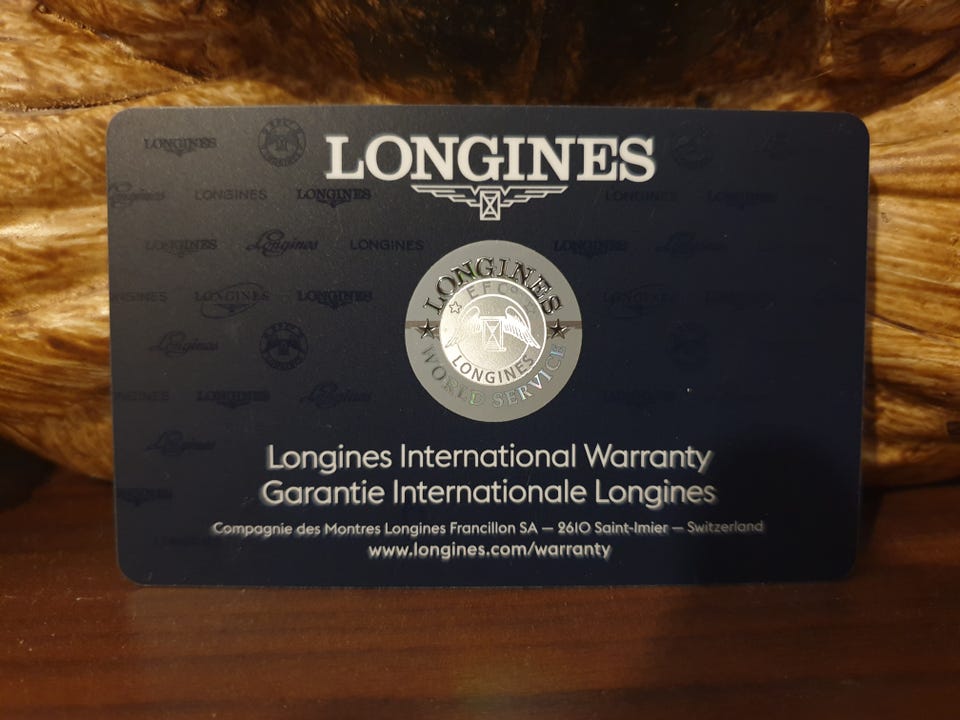 LONGINES
LONGINES
EFCO
LONGINES
WORLD SERVICE
Longines International Warranty
Garantie Internationale Longines
Compagnie des Montres Longines Francillon SA — 2610 Saint-Imier — Switzerland
www.longines.com/warranty